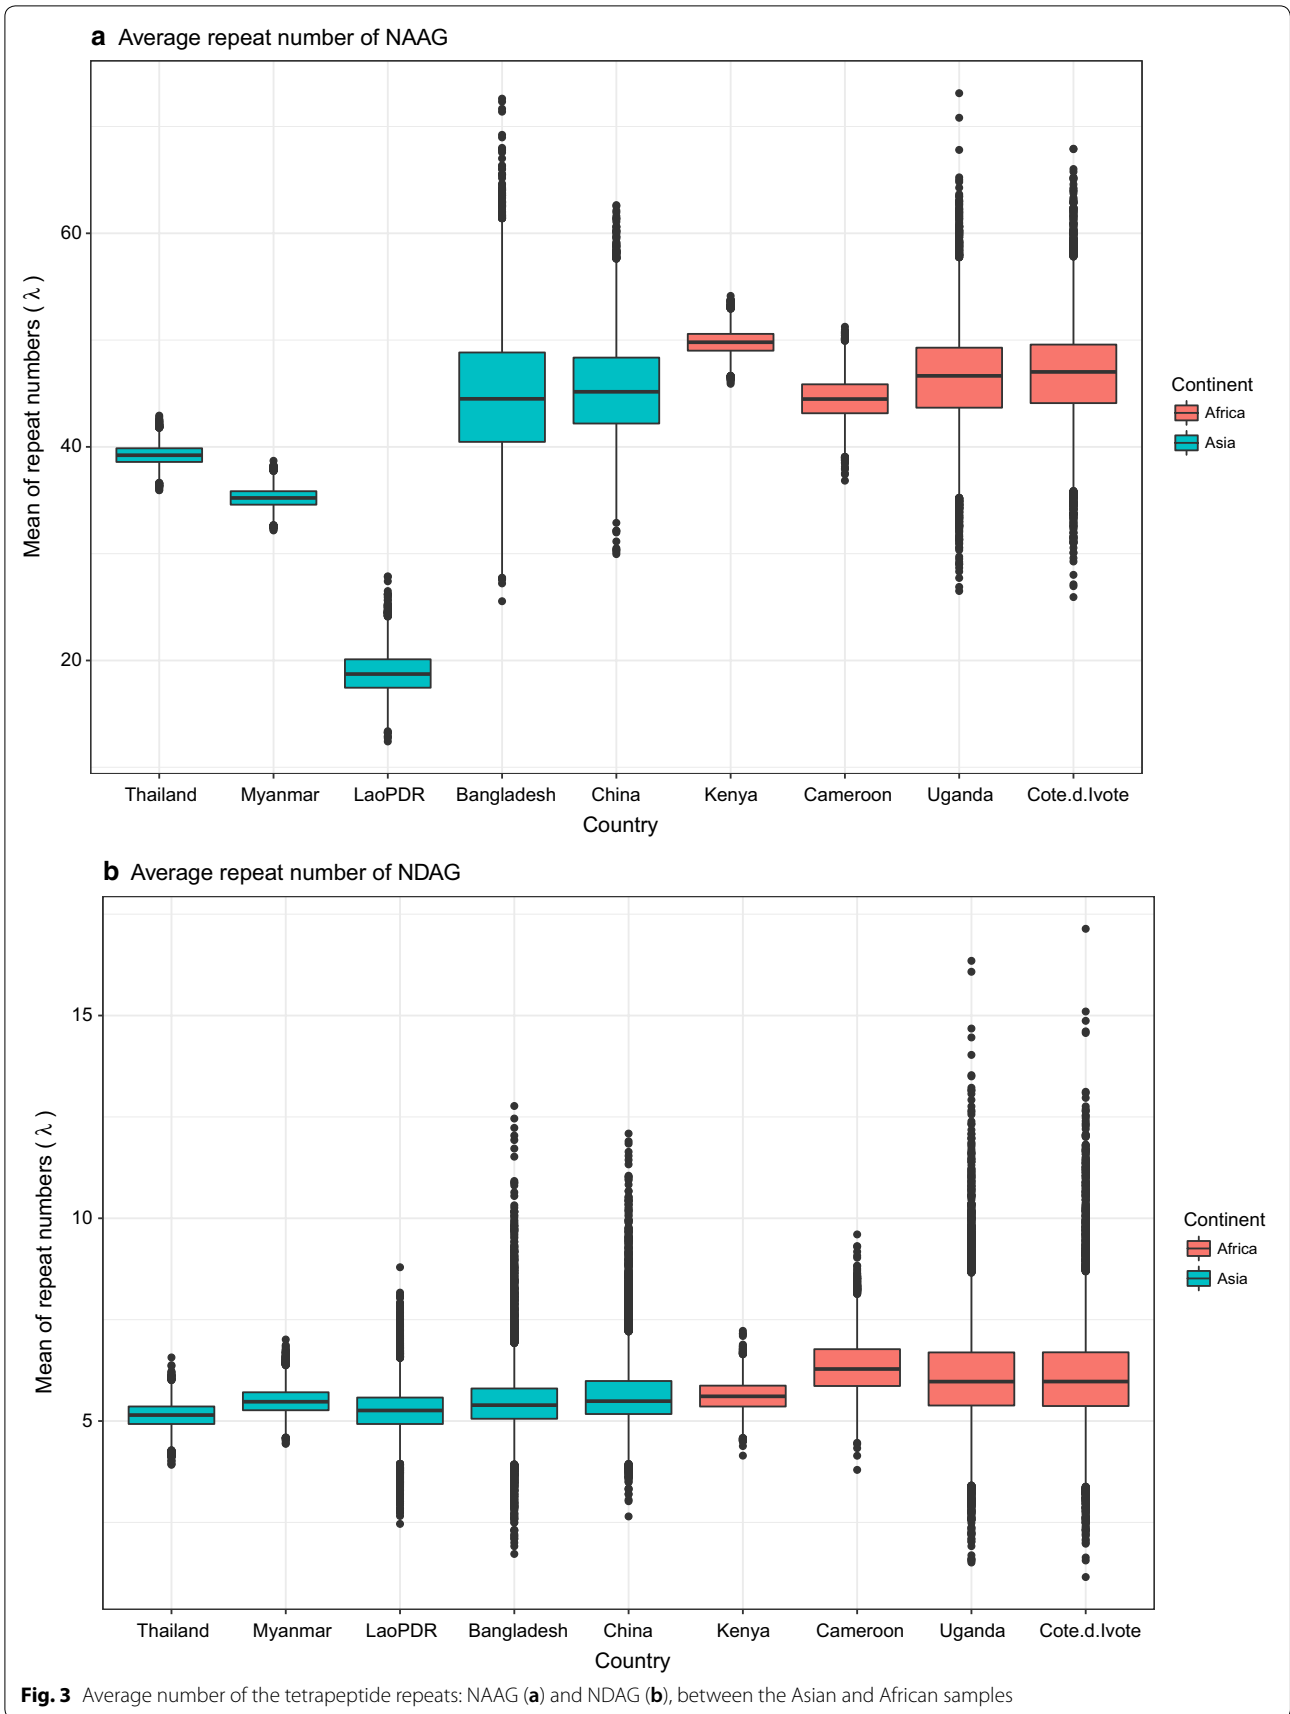 a Average repeat number of NAAG
Mean of repeat numbers ( λ )
60
40
20
Thailand Myanmar LaoPDR Bangladesh China Kenya Cameroon Uganda Cote.d.Ivote
Country
Continent
Africa
Asia
b Average repeat number of NDAG
Mean of repeat numbers ( λ )
15
10
5
Thailand Myanmar LaoPDR Bangladesh China Kenya Cameroon Uganda Cote.d.Ivote
Country
Continent
Africa
Asia
Fig. 3 Average number of the tetrapeptide repeats: NAAG (a) and NDAG (b), between the Asian and African samples